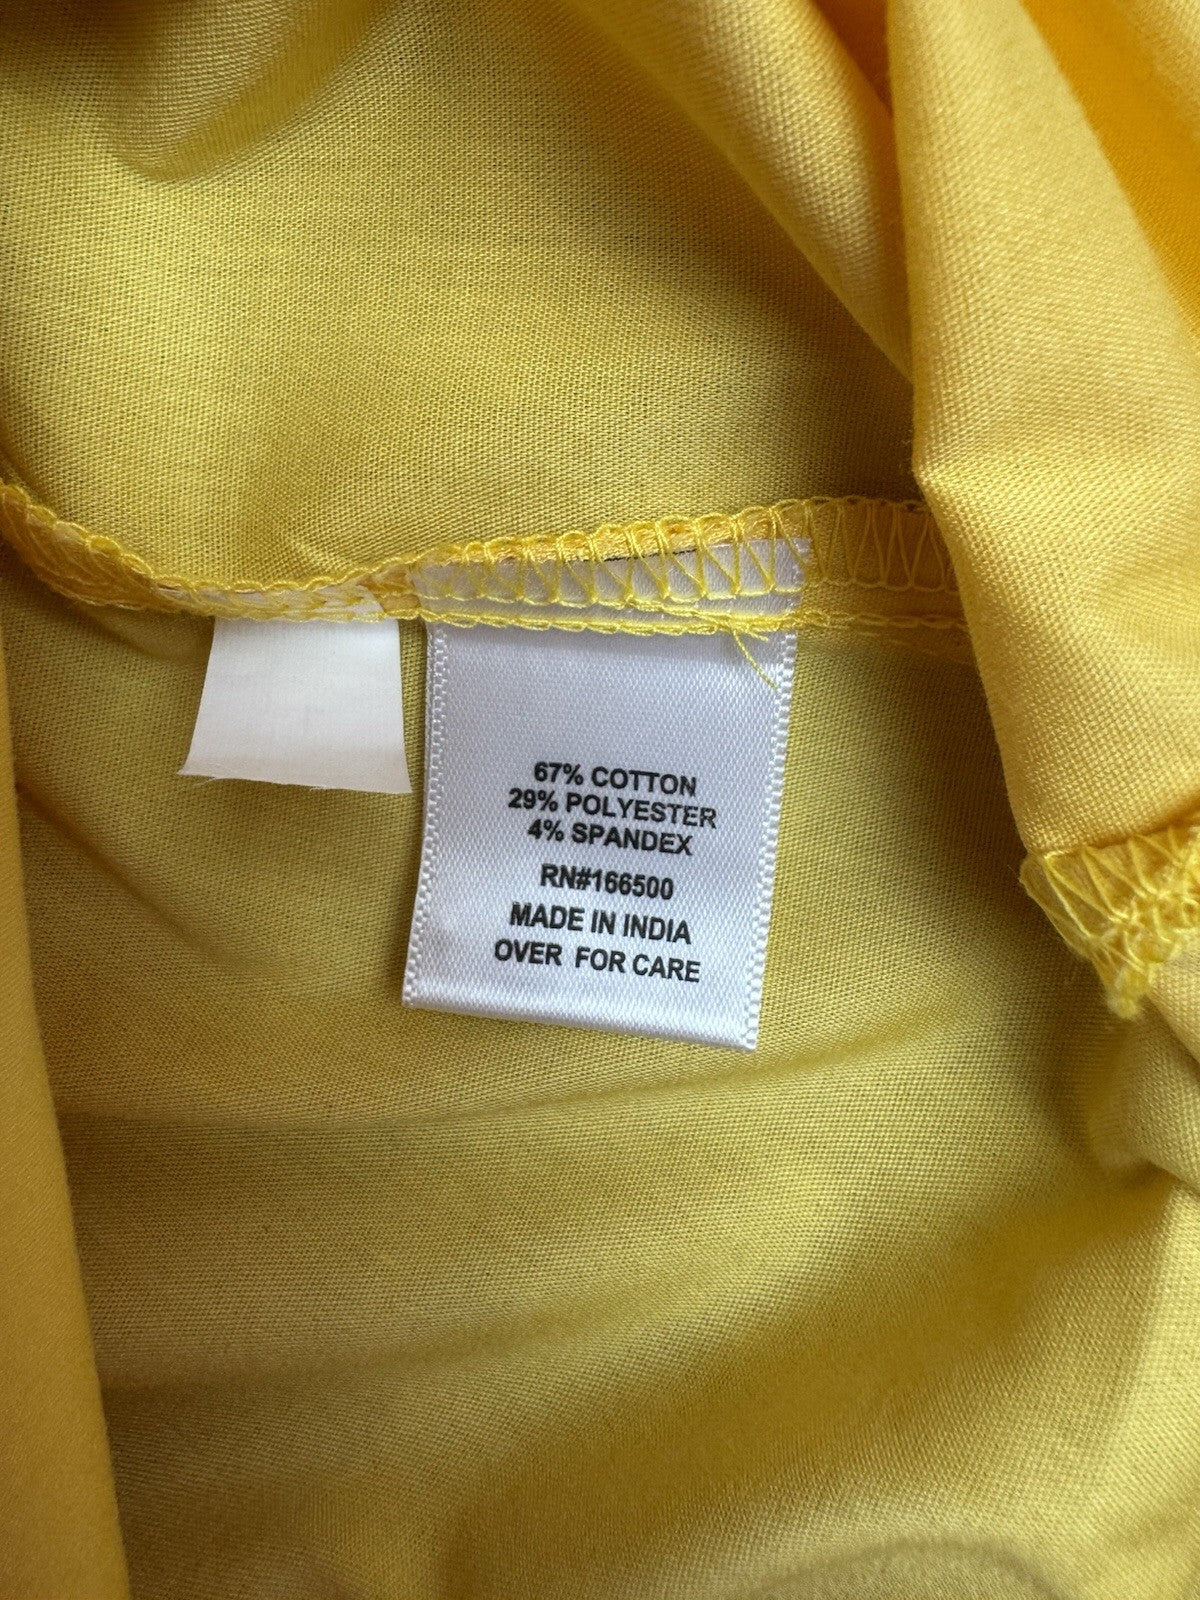 67% COTTON
29% POLYESTER
4% SPANDEX
RN#166500
MADE IN INDIA
OVER FOR CARE